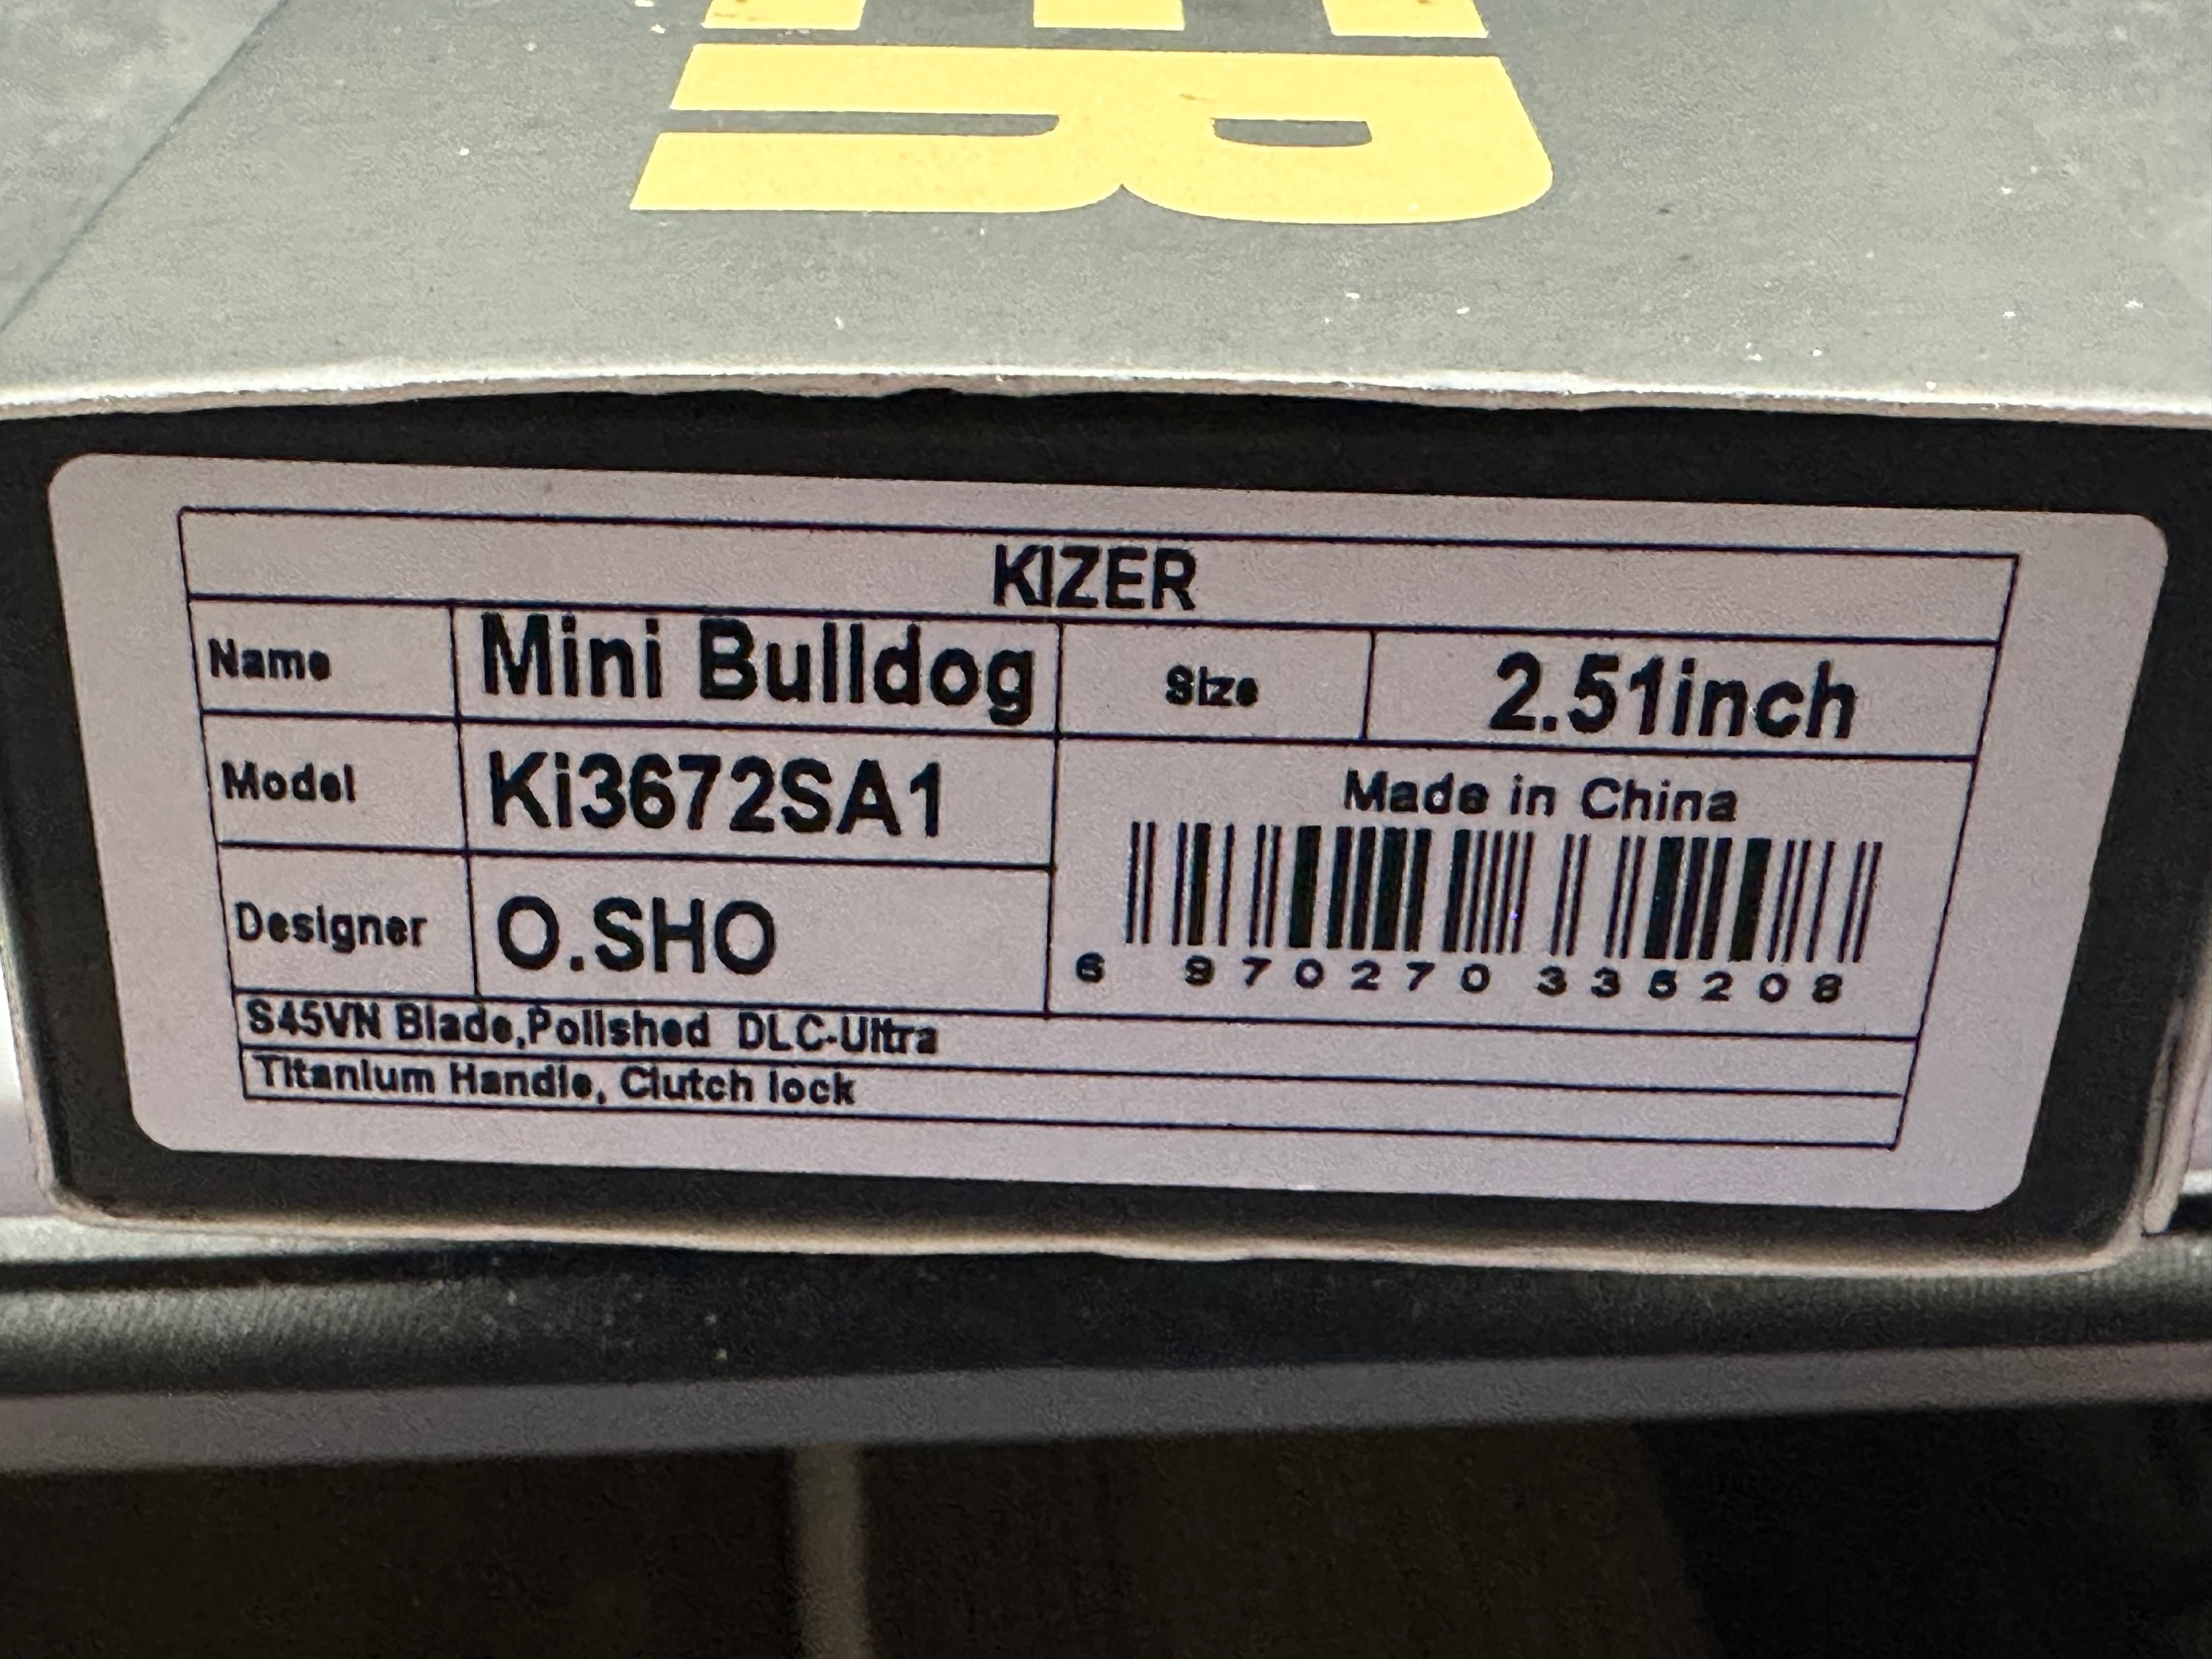 ER
KIZER
Name Mini Bulldog Size 2.51inch
Model Ki3672SA1
Made in China
Designer O.SHO
6 970270 335208
S45VN Blade,Polished DLC-Ultra
Titanium Handle, Clutch lock